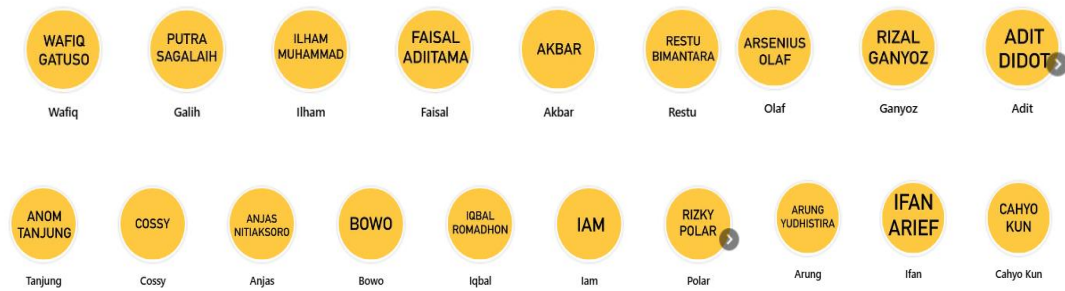 WAFIQ
GATUSO
PUTRA
SAGALAIH
ILHAM
MUHAMMAD
FAISAL
ADIITAMA
AKBAR
RESTU
BIMANTARA
ARSENIUS
OLAF
RIZAL
GANYOZ
ADIT
DIDOT
Wafiq
Galih
Ilham
Faisal
Akbar
Restu
Olaf
Ganyoz
Adit
ANOM
TANJUNG
COSSY
ANJAS
NITIAKSORO
BOWO
IQBAL
ROMADHON
IAM
RIZKY
POLAR
ARUNG
YUDHISTIRA
IFAN
ARIEF
CAHYO
KUN
Tanjung
Cossy
Anjas
Bowo
Iqbal
Iam
Polar
Arung
Ifan
Cahyo Kun